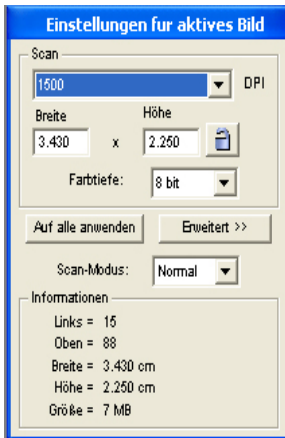 Einstellungen fur aktives Bild
Scan
1500 DPI
Breite Höhe
3.430 x 2.250
Farbtiefe: 8 bit
Auf alle anwenden Erweitert >>
Scan-Modus: Normal
Informationen
Links = 15
Oben = 88
Breite = 3.430 cm
Höhe = 2.250 cm
Größe = 7 MB